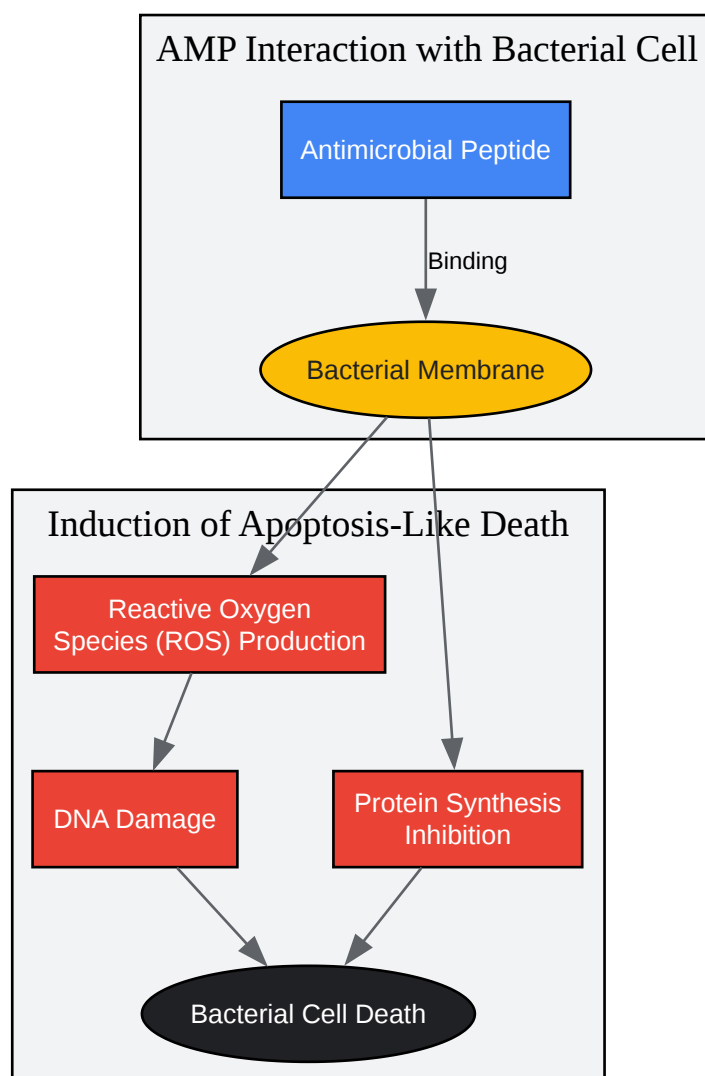 AMP Interaction with Bacterial Cell
Antimicrobial Peptide
Binding
Bacterial Membrane
Induction of Apoptosis-Like Death
Reactive Oxygen
Species (ROS) Production
DNA Damage
Protein Synthesis
Inhibition
Bacterial Cell Death